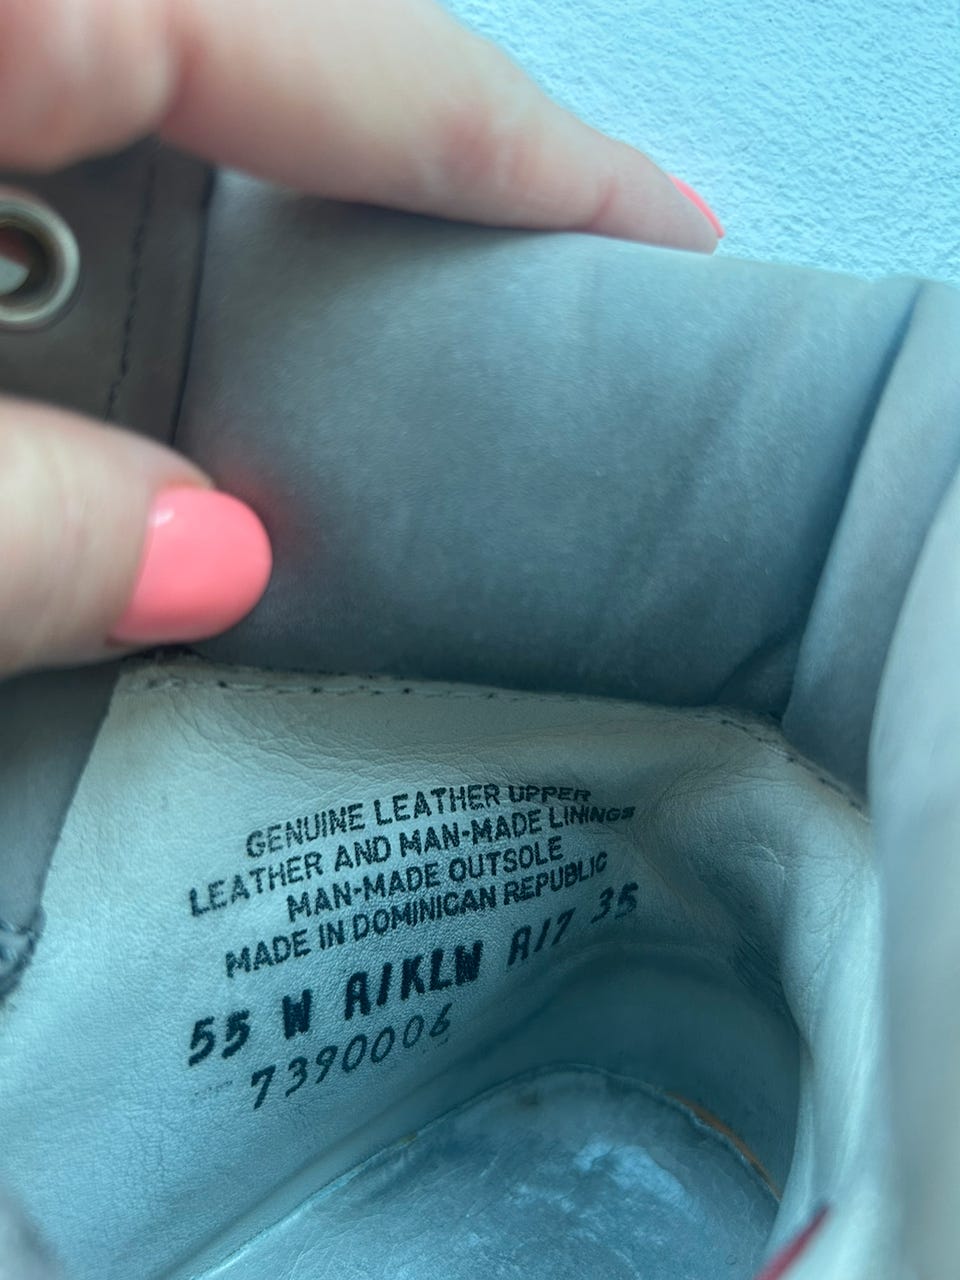 GENUINE LEATHER UPPER
LEATHER AND MAN-MADE LININGS
MAN-MADE OUTSOLE
MADE IN DOMINICAN REPUBLIC
55 W A/KLW A/7 35
7390006